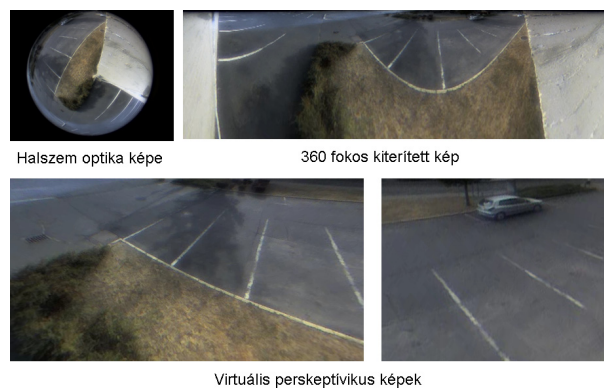 Halszem optika képe
360 fokos kiterített kép
Virtuális perskeptívikus képek